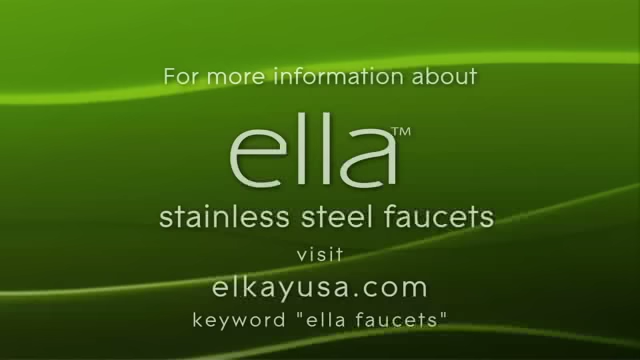 For more information about
ella™
stainless steel faucets
visit
elkayusa.com
keyword "ella faucets"